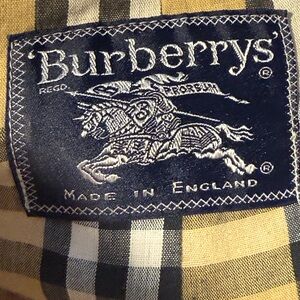 'Burberrys'
®
REGD.
PRORSUM
®
MADE IN ENGLAND